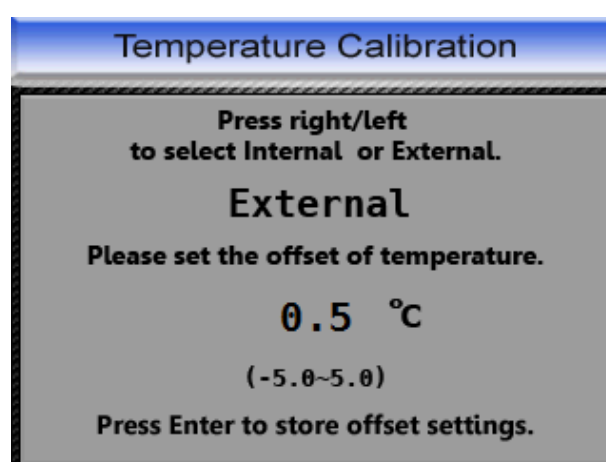 Temperature Calibration
Press right/left
to select Internal or External.
External
Please set the offset of temperature.
0.5 °C
(-5.0~5.0)
Press Enter to store offset settings.